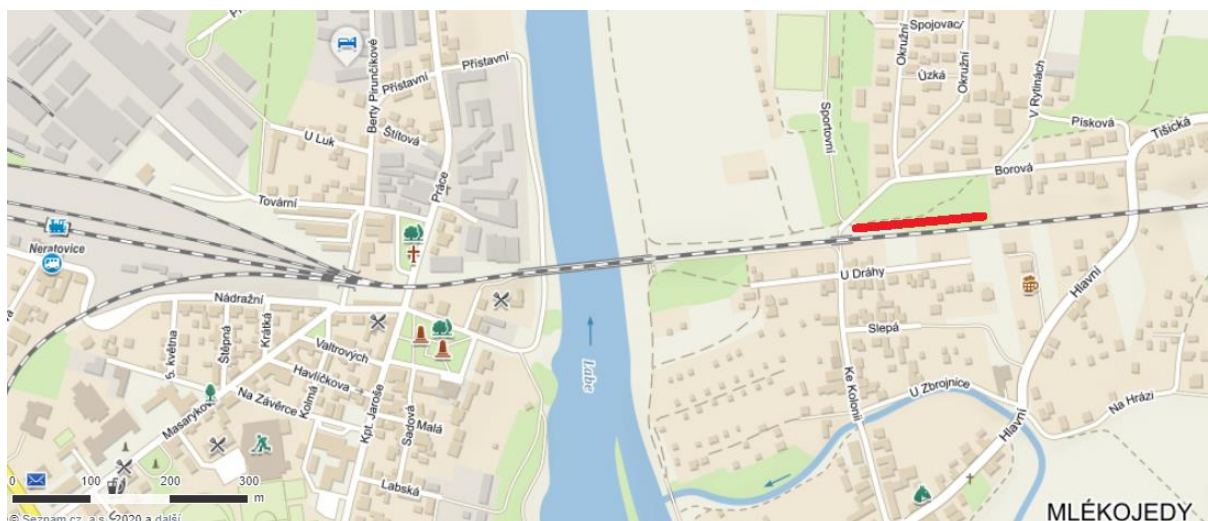 Spojovac
Okružní
Úzká
Okružní
V Rytinách
Přístavní
Přístavní
Berty Pirunčíkové
Štítová
U Luk
Práce
Sportovní
Písková
Tišická
Borová
Tovární
Neratovice
U Dráhy
Hlavní
Nádražní
Slepá
5. května
Štěpná
Krátká
Valtrových
Havlíčkova
Kolmá
Na Závěrce
Masarykova
Kpt. Jaroše
Sadová
Malá
Labe
Ke Kolonii
U Zbrojnice
Na Hrázi
Hlavní
Labská
0 100 200 300
m
© Seznam.cz, a.s., 2020 a další
MLÉKOJEDY